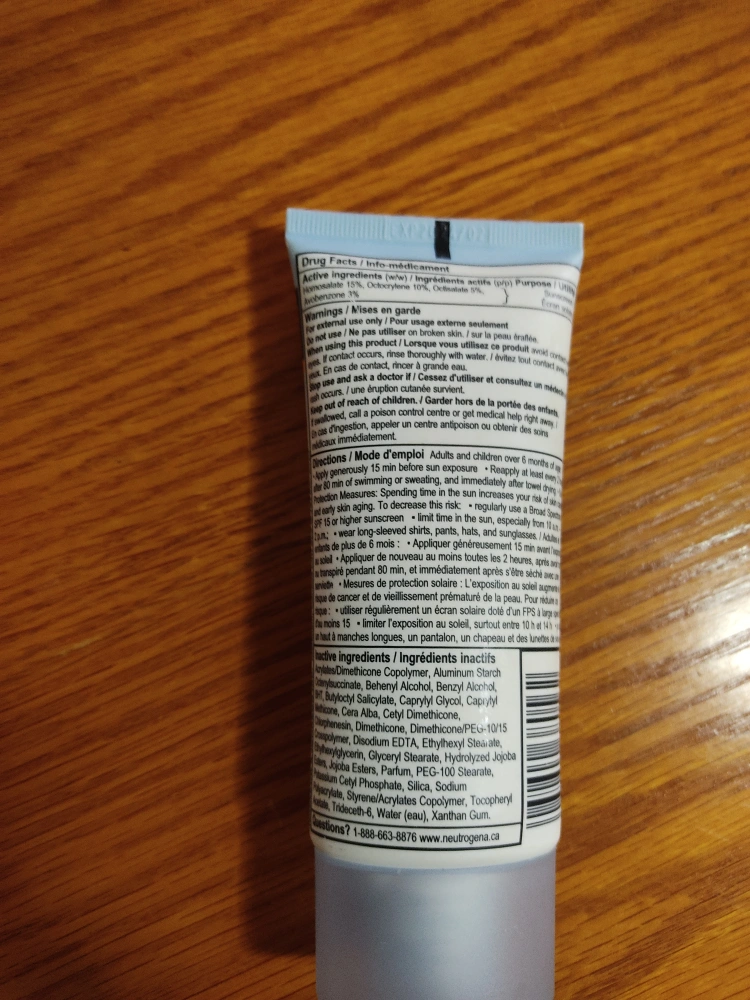 Drug Facts / Info-médicament
Active ingredients (w/w) / Ingrédients actifs (p/p) Purpose /
Homosalate 15%, Octocrylene 10%, Octisalate 5%,
Avobenzone 3%
Warnings / Mises en garde
For external use only / Pour usage externe seulement
Do not use / Ne pas utiliser on broken skin. / sur la peau éraflée.
When using this product / Lorsque vous utilisez ce produit avoid
eyes. If contact occurs, rinse thoroughly with water. / évitez tout contact
yeux. En cas de contact, rincer à grande eau.
Stop use and ask a doctor if / Cessez d'utiliser et consultez un
rash occurs. / une éruption cutanée survient.
Keep out of reach of children. / Garder hors de la portée des enfants.
If swallowed, call a poison control centre or get medical help right away. /
En cas d'ingestion, appeler un centre antipoison ou obtenir des soins
médicaux immédiatement.
Directions / Mode d'emploi Adults and children over 6 months of
• Apply generously 15 min before sun exposure • Reapply at least every
after 80 min of swimming or sweating, and immediately after towel drying
Protection Measures: Spending time in the sun increases your risk of
and early skin aging. To decrease this risk: • regularly use a Broad
SPF 15 or higher sunscreen • limit time in the sun, especially from 10
2 p.m.; • wear long-sleeved shirts, pants, hats, and sunglasses. /
enfants de plus de 6 mois : • Appliquer généreusement 15 min avant
au soleil • Appliquer de nouveau au moins toutes les 2 heures, après
ou transpiré pendant 80 min, et immédiatement après s'être séché avec
serviette • Mesures de protection solaire : L'exposition au soleil
risque de cancer et de vieillissement prématuré de la peau. Pour réduire
risque : • utiliser régulièrement un écran solaire doté d'un FPS à large
d'au moins 15 • limiter l'exposition au soleil, surtout entre 10 h et 14 h •
un haut à manches longues, un pantalon, un chapeau et des lunettes de
Inactive ingredients / Ingrédients inactifs
Acrylates/Dimethicone Copolymer, Aluminum Starch
Octenylsuccinate, Behenyl Alcohol, Benzyl Alcohol,
BHT, Butyloctyl Salicylate, Caprylyl Glycol, Caprylyl
Methicone, Cera Alba, Cetyl Dimethicone,
Chlorphenesin, Dimethicone, Dimethicone/PEG-10/15
Crosspolymer, Disodium EDTA, Ethylhexyl Stearate,
Ethylhexylglycerin, Glyceryl Stearate, Hydrolyzed Jojoba
Esters, Jojoba Esters, Parfum, PEG-100 Stearate,
Potassium Cetyl Phosphate, Silica, Sodium
Polyacrylate, Styrene/Acrylates Copolymer, Tocopheryl
Acetate, Trideceth-6, Water (eau), Xanthan Gum.
Questions? 1-888-663-8876 www.neutrogena.ca